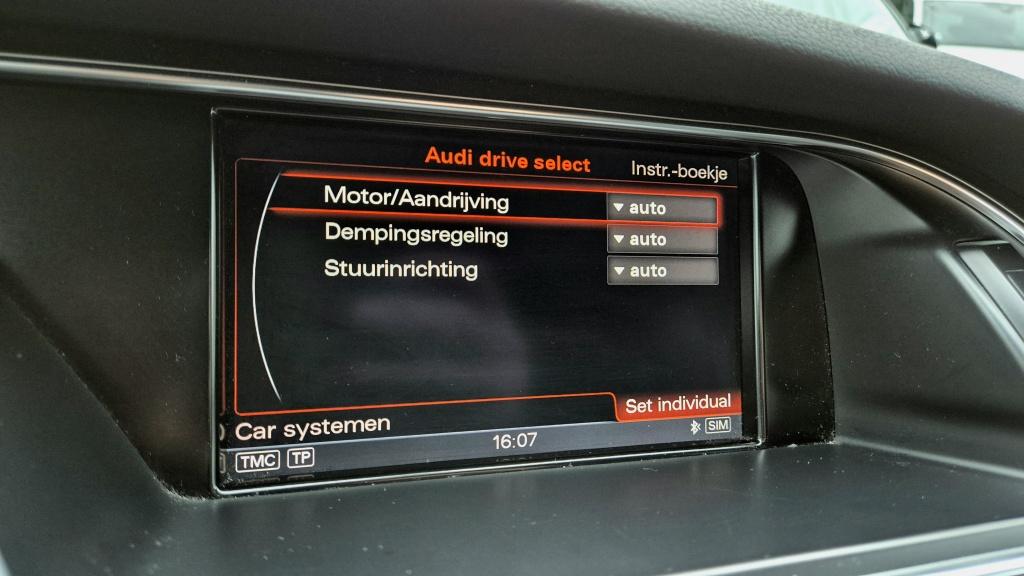 Audi drive select
Instr.-boekje
Motor/Aandrijving auto
Dempingsregeling auto
Stuurinrichting auto
Set individual
Car systemen
SIM
16:07
TMC TP